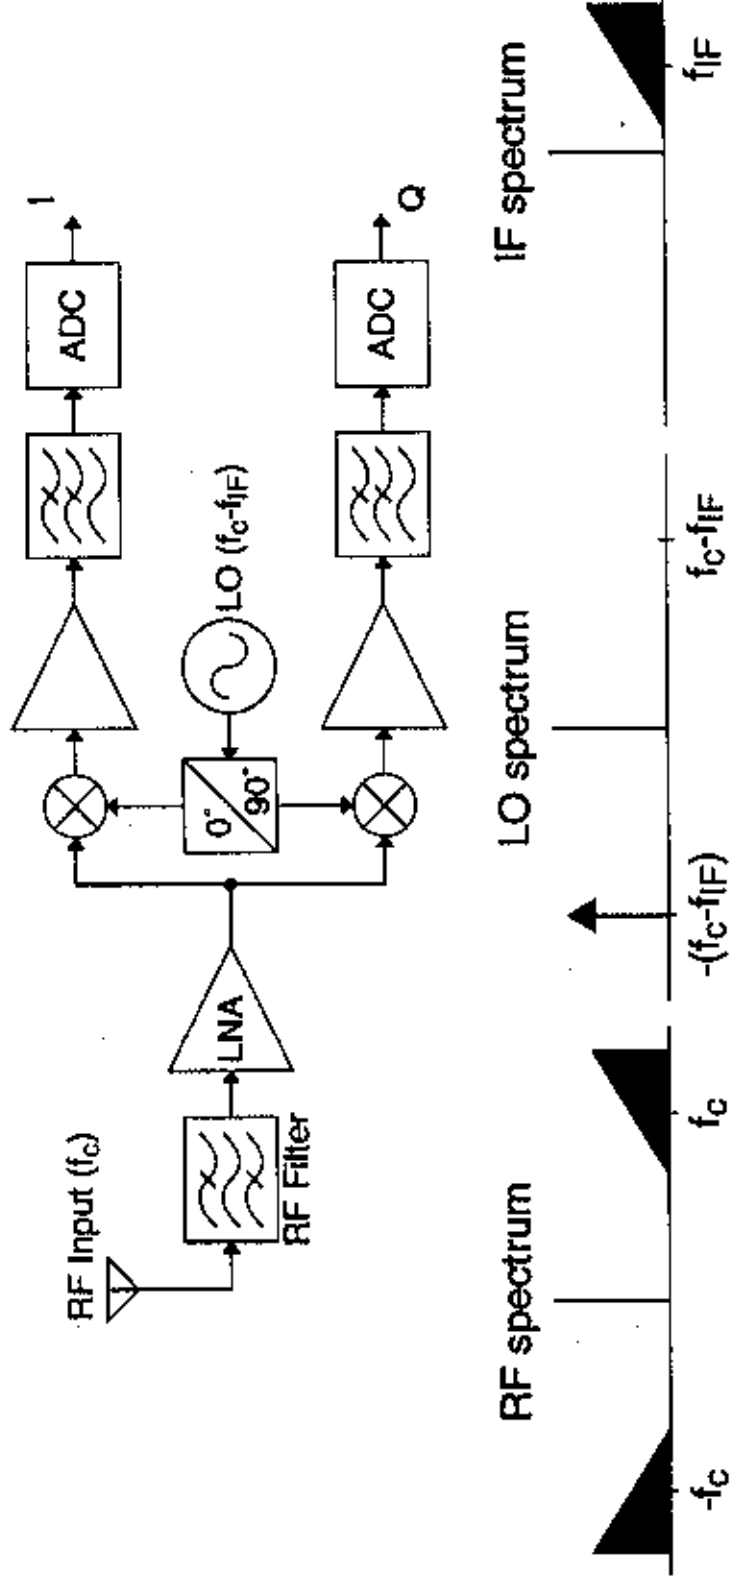 RF Input (fC)
RF Filter
LNA
0°
90°
LO (fC-fIF)
ADC
I
ADC
Q
RF spectrum
-fC
fC
LO spectrum
-(fC-fIF)
fC-fIF
IF spectrum
fIF